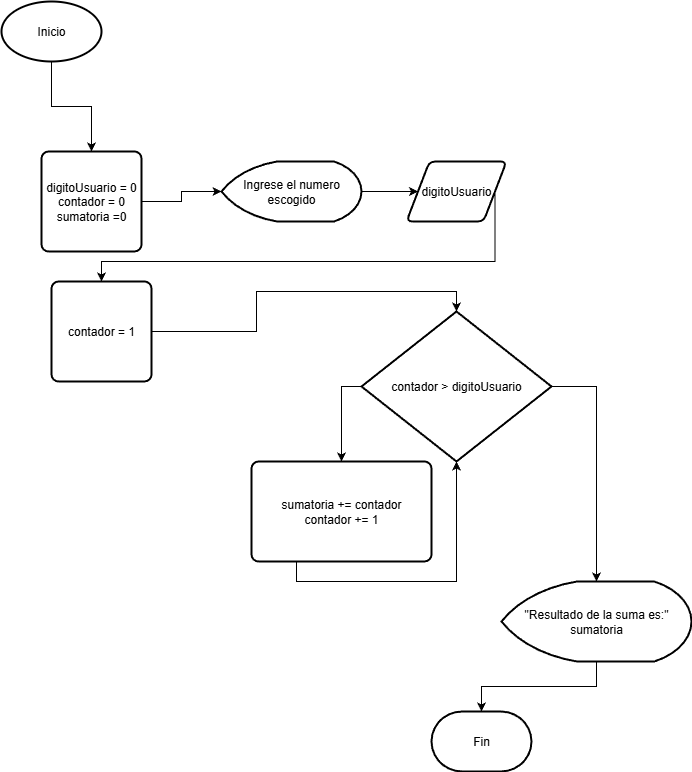 Inicio
digitoUsuario = 0
contador = 0
sumatoria =0
Ingrese el numero
escogido
digitoUsuario
contador = 1
contador > digitoUsuario
sumatoria += contador
contador += 1
"Resultado de la suma es:"
sumatoria
Fin